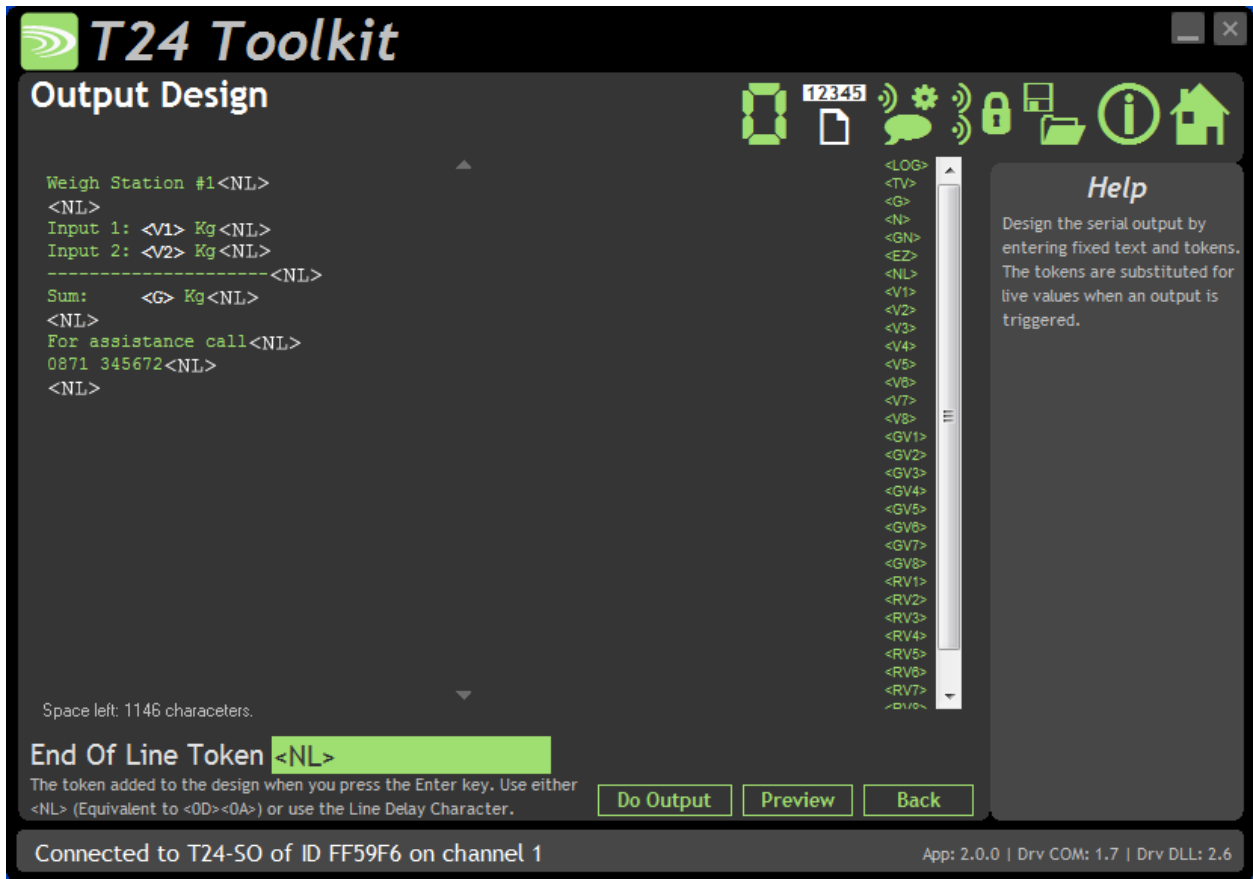 T24 Toolkit
Output Design
12345
Weigh Station #1<NL>
<NL>
Input 1: <V1> Kg<NL>
Input 2: <V2> Kg<NL>
---------------------<NL>
Sum: <G> Kg<NL>
<NL>
For assistance call<NL>
0871 345672<NL>
<NL>
Space left: 1146 characeters.
<LOG>
<TV>
<G>
<N>
<GN>
<EZ>
<NL>
<V1>
<V2>
<V3>
<V4>
<V5>
<V6>
<V7>
<V8>
<GV1>
<GV2>
<GV3>
<GV4>
<GV5>
<GV6>
<GV7>
<GV8>
<RV1>
<RV2>
<RV3>
<RV4>
<RV5>
<RV6>
<RV7>
<RV8>
Help
Design the serial output by
entering fixed text and tokens.
The tokens are substituted for
live values when an output is
triggered.
End Of Line Token <NL>
The token added to the design when you press the Enter key. Use either
<NL> (Equivalent to <0D><0A>) or use the Line Delay Character.
Do Output Preview Back
Connected to T24-SO of ID FF59F6 on channel 1
App: 2.0.0 | Drv COM: 1.7 | Drv DLL: 2.6